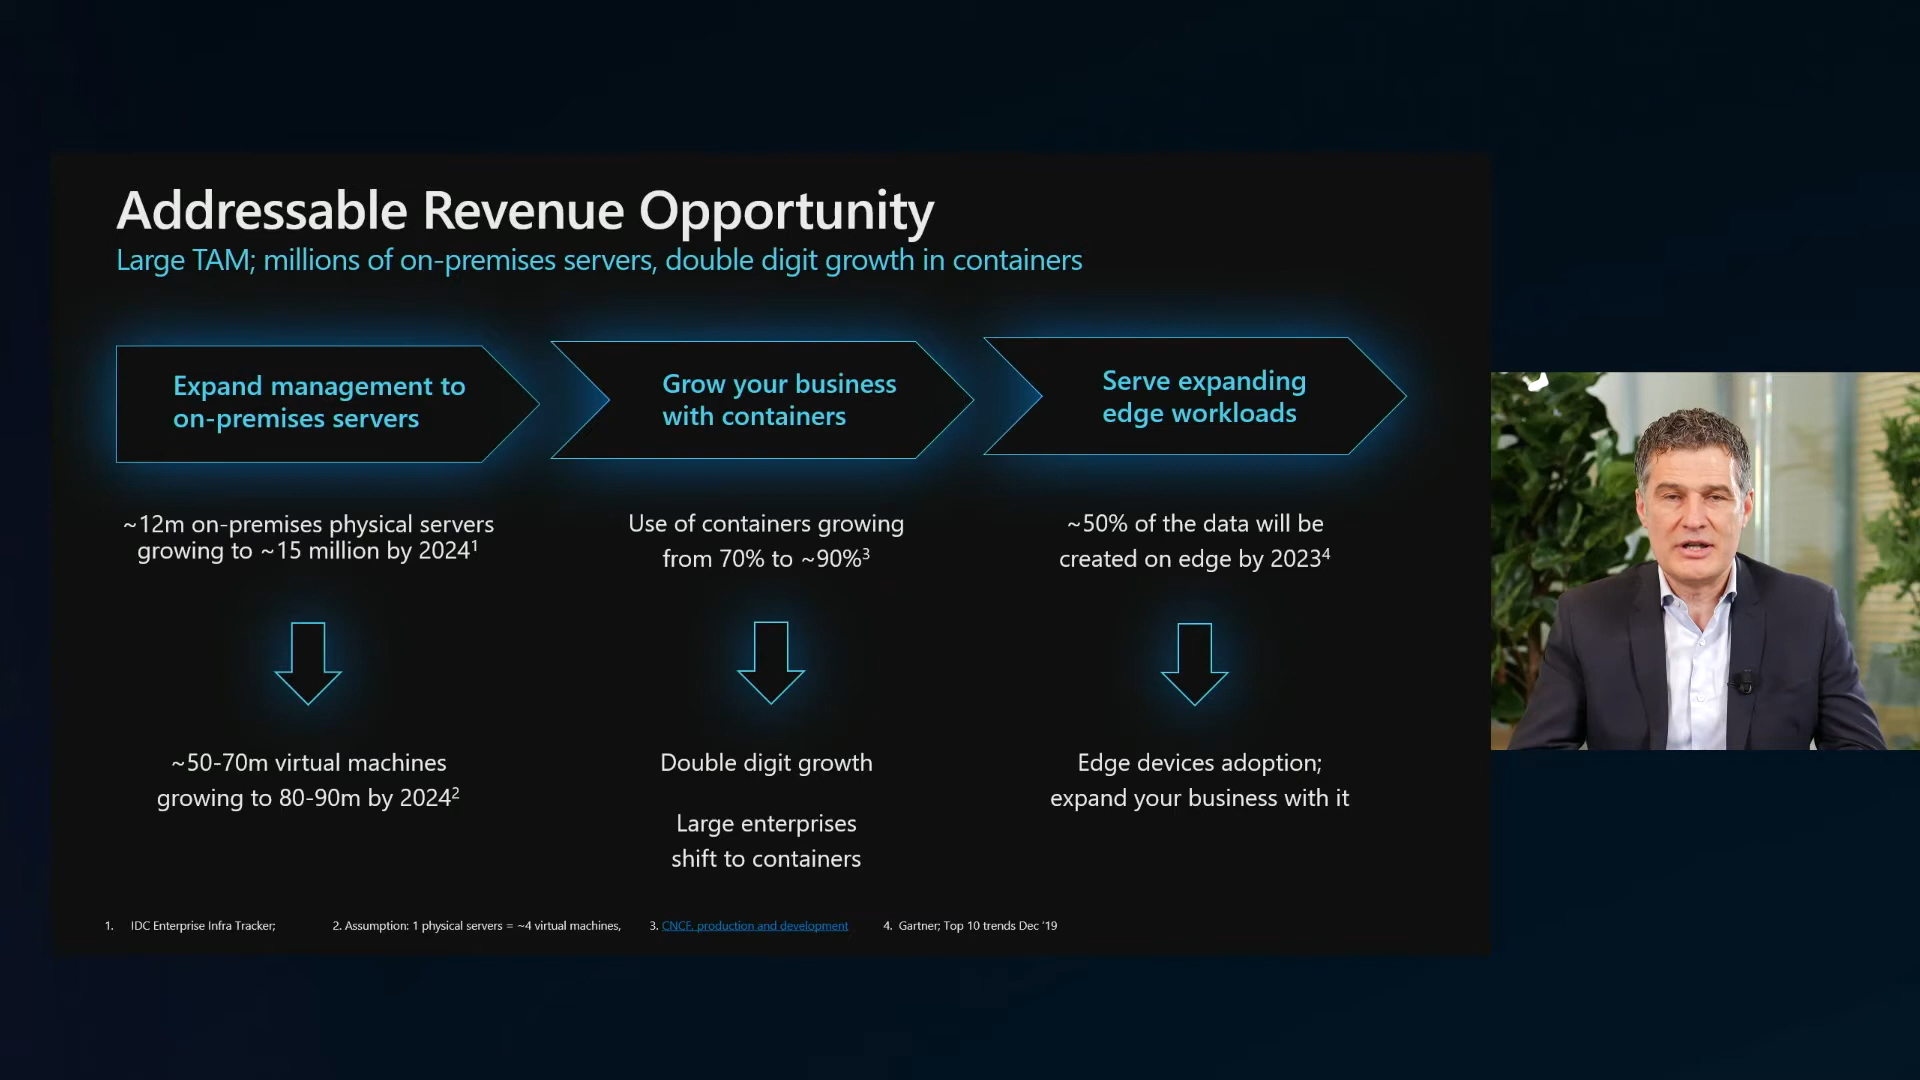 Addressable Revenue Opportunity
Large TAM; millions of on-premises servers, double digit growth in containers
Expand management to
on-premises servers
~12m on-premises physical servers
growing to ~15 million by 2024¹
~50-70m virtual machines
growing to 80-90m by 2024²
Grow your business
with containers
Use of containers growing
from 70% to ~90%³
Double digit growth
Large enterprises
shift to containers
Serve expanding
edge workloads
~50% of the data will be
created on edge by 2023⁴
Edge devices adoption;
expand your business with it
1. IDC Enterprise Infra Tracker; 2. Assumption: 1 physical servers = ~4 virtual machines, 3. CNCF, production and development 4. Gartner; Top 10 trends Dec ‘19